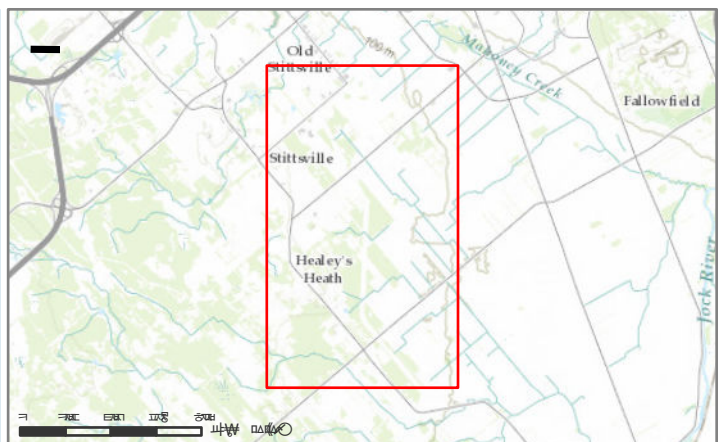 Old
Stittsville
100 m
Mahoney Creek
Fallowfield
Stittsville
Healey's
Heath
Jock River